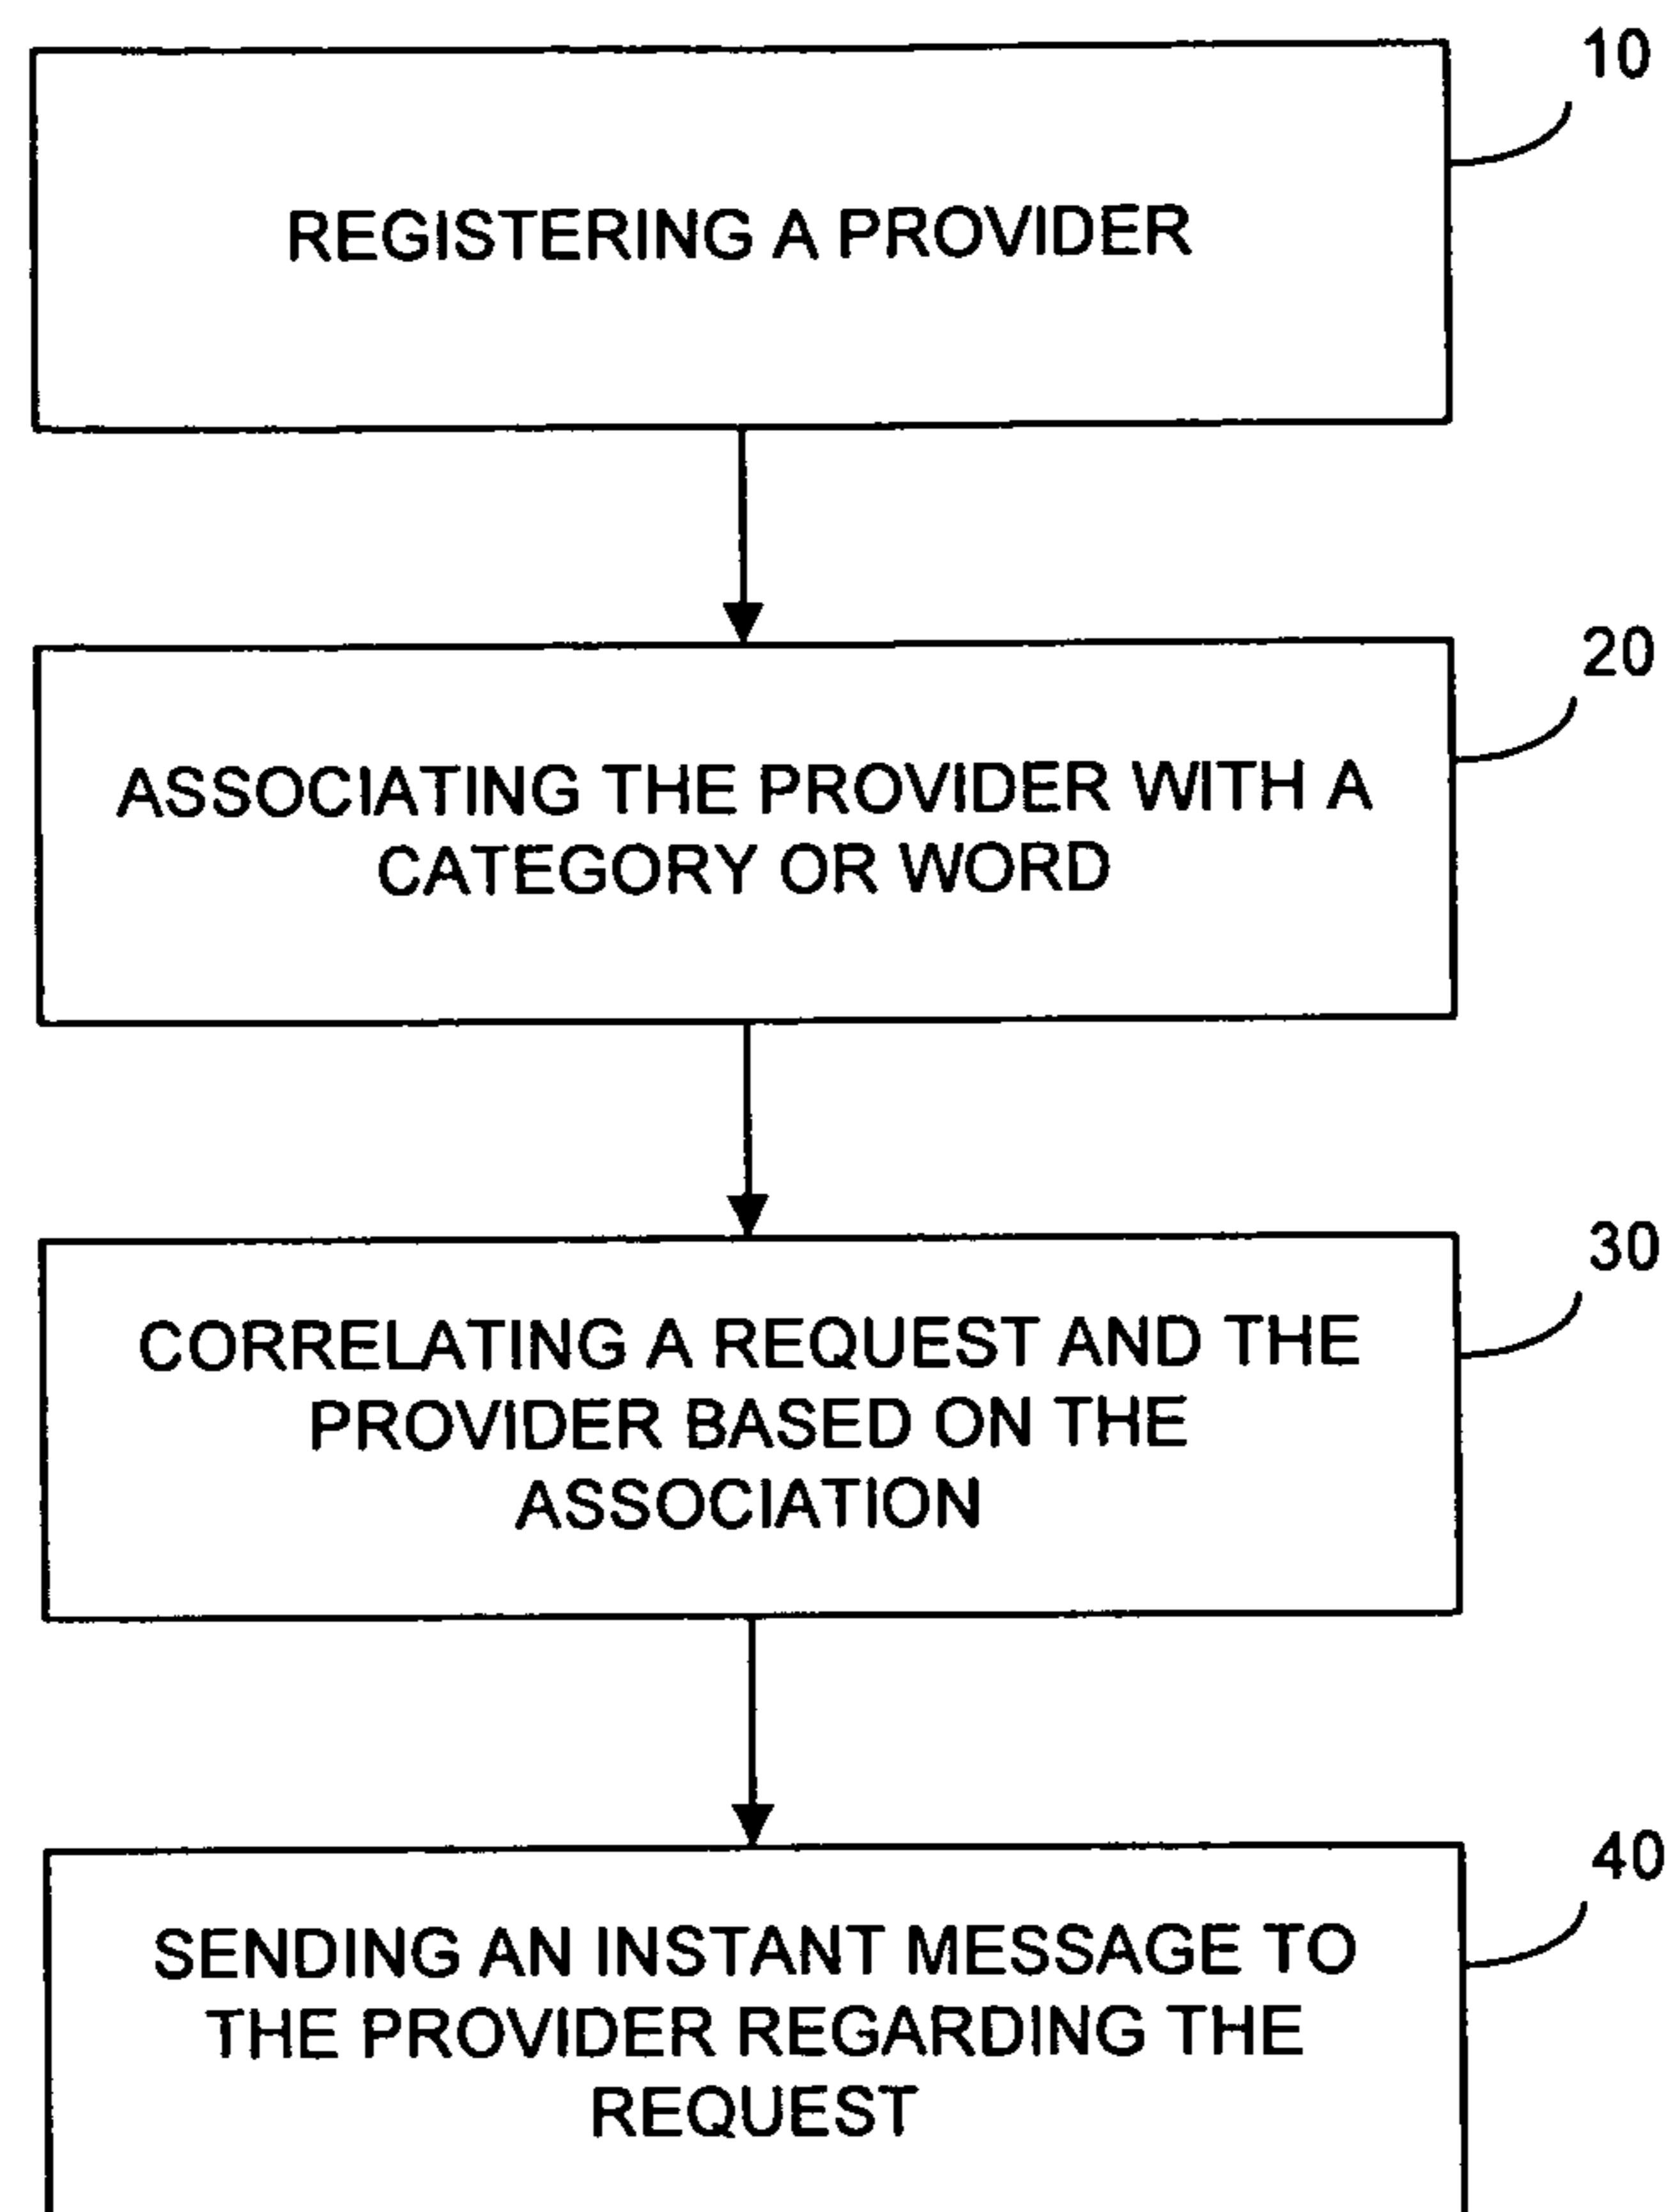 10
REGISTERING A PROVIDER
20
ASSOCIATING THE PROVIDER WITH A
CATEGORY OR WORD
30
CORRELATING A REQUEST AND THE
PROVIDER BASED ON THE
ASSOCIATION
40
SENDING AN INSTANT MESSAGE TO
THE PROVIDER REGARDING THE
REQUEST